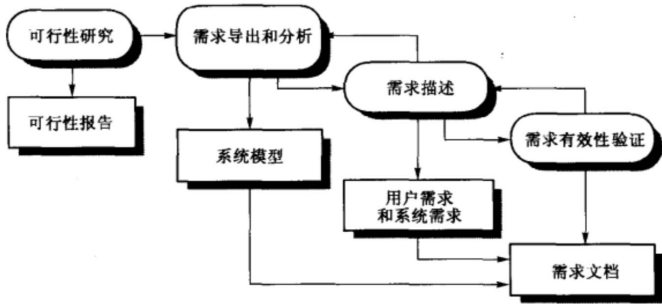 可行性研究
需求导出和分析
需求描述
可行性报告
系统模型
需求有效性验证
用户需求
和系统需求
需求文档